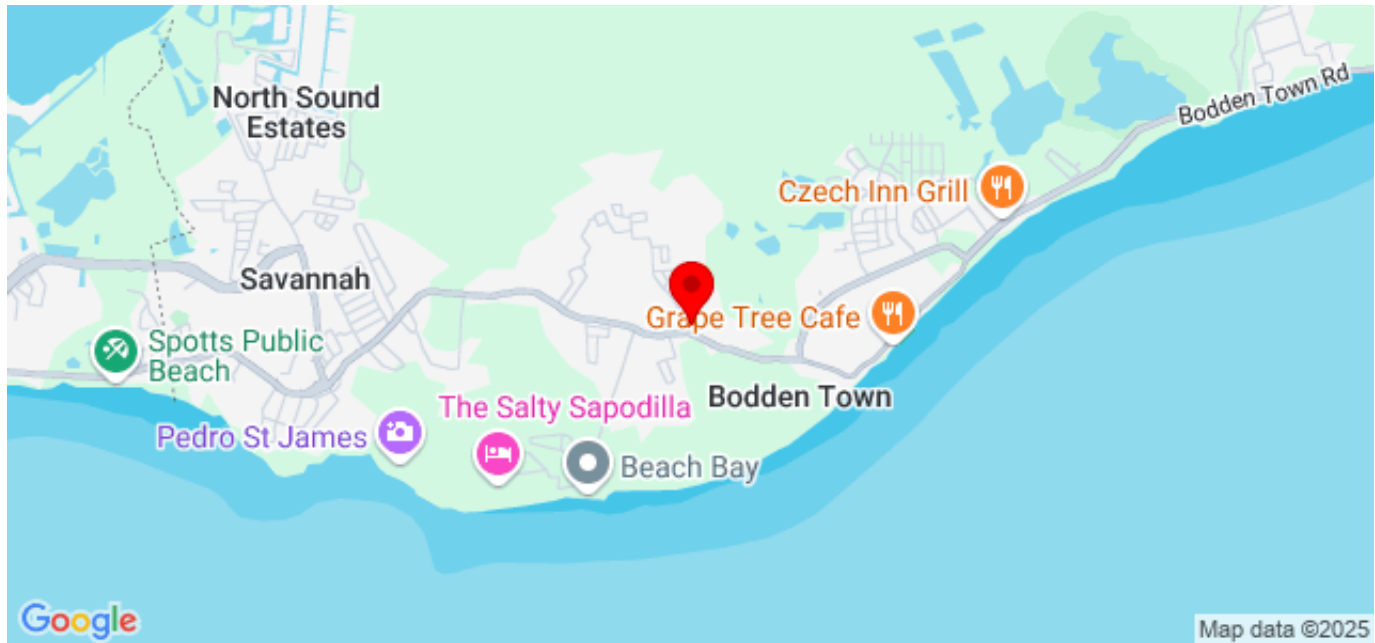 North Sound
Estates
Bodden Town Rd
Czech Inn Grill
Savannah
Grape Tree Cafe
Spotts Public
Beach
Bodden Town
The Salty Sapodilla
Pedro St James
Beach Bay
Google
Map data ©2025